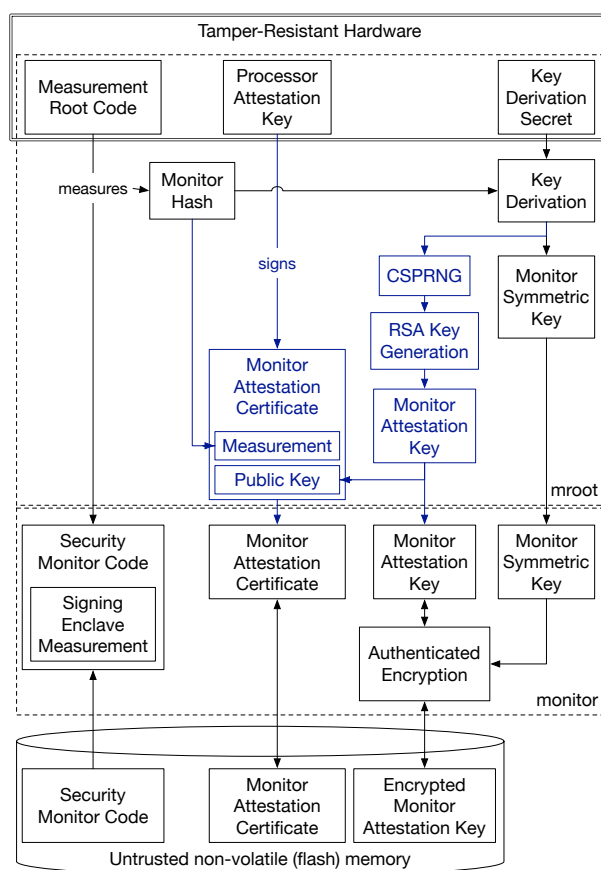 Tamper-Resistant Hardware
Measurement
Root Code
Processor
Attestation
Key
Key
Derivation
Secret
measures
Monitor
Hash
Key
Derivation
signs
CSPRNG
Monitor
Symmetric
Key
RSA Key
Generation
Monitor
Attestation
Certificate
Measurement
Public Key
Monitor
Attestation
Key
mroot
Security
Monitor Code
Signing
Enclave
Measurement
Monitor
Attestation
Certificate
Monitor
Attestation
Key
Monitor
Symmetric
Key
Authenticated
Encryption
monitor
Security
Monitor Code
Monitor
Attestation
Certificate
Encrypted
Monitor
Attestation Key
Untrusted non-volatile (flash) memory